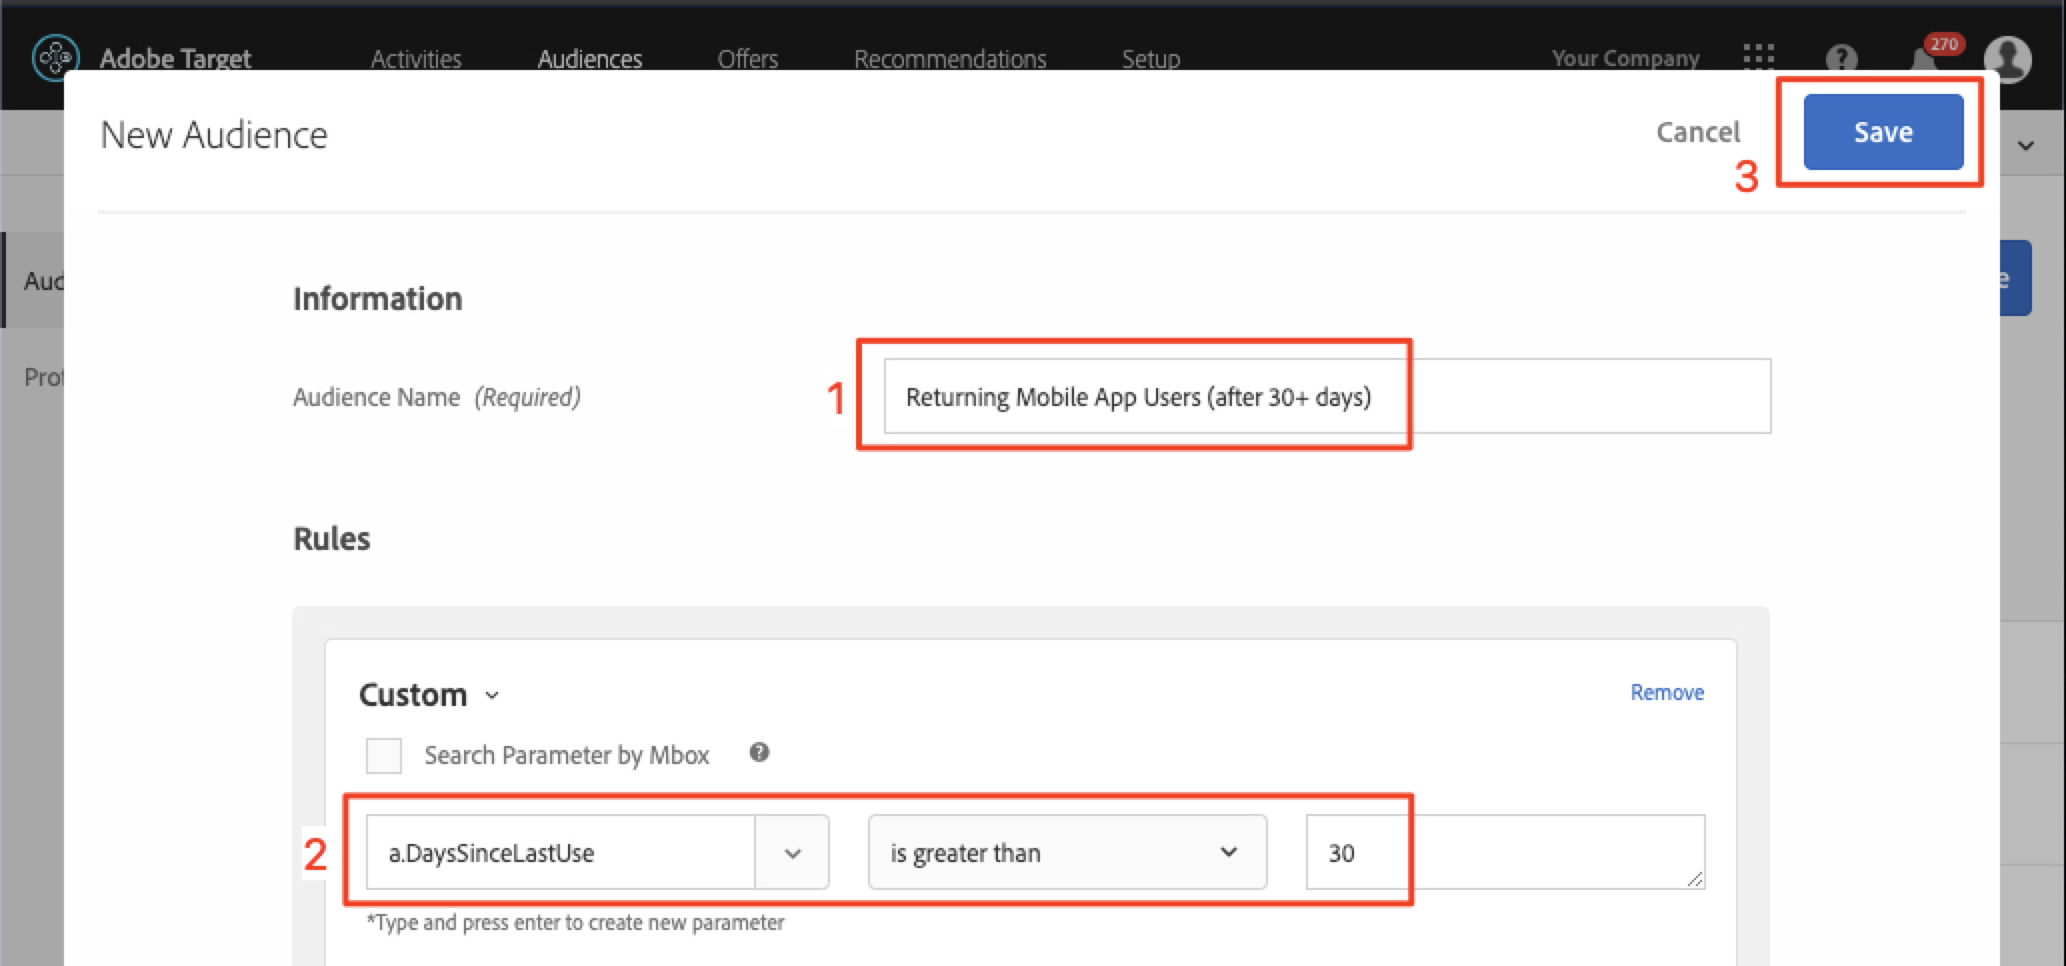 Adobe Target Activities Audiences Offers Recommendations Setup Your Company 270
New Audience Cancel Save
3
Information
Audience Name (Required) 1 Returning Mobile App Users (after 30+ days)
Rules
Custom Remove
Search Parameter by Mbox ?
2 a.DaysSinceLastUse is greater than 30
*Type and press enter to create new parameter